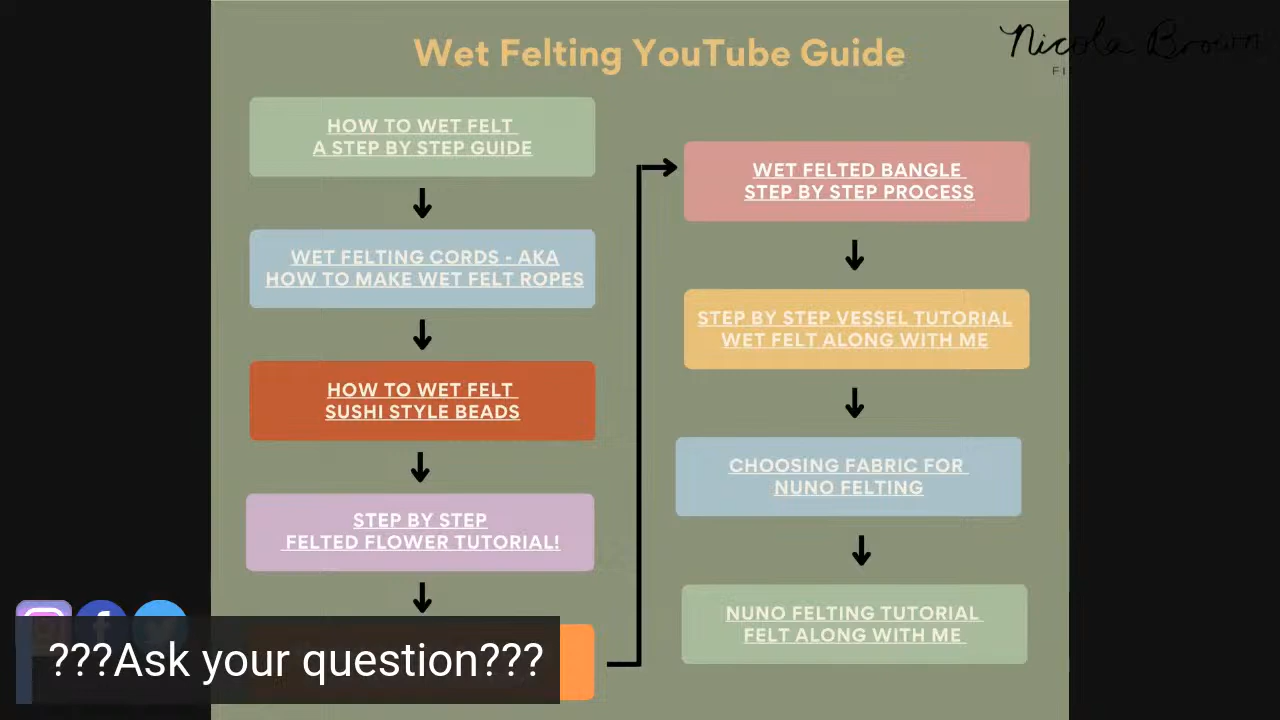 Wet Felting YouTube Guide
Nicola Brown
HOW TO WET FELT
A STEP BY STEP GUIDE
WET FELTING CORDS - AKA
HOW TO MAKE WET FELT ROPES
HOW TO WET FELT
SUSHI STYLE BEADS
STEP BY STEP
FELTED FLOWER TUTORIAL!
WET FELTED BANGLE
STEP BY STEP PROCESS
STEP BY STEP VESSEL TUTORIAL
WET FELT ALONG WITH ME
CHOOSING FABRIC FOR
NUNO FELTING
NUNO FELTING TUTORIAL
FELT ALONG WITH ME
???Ask your question???